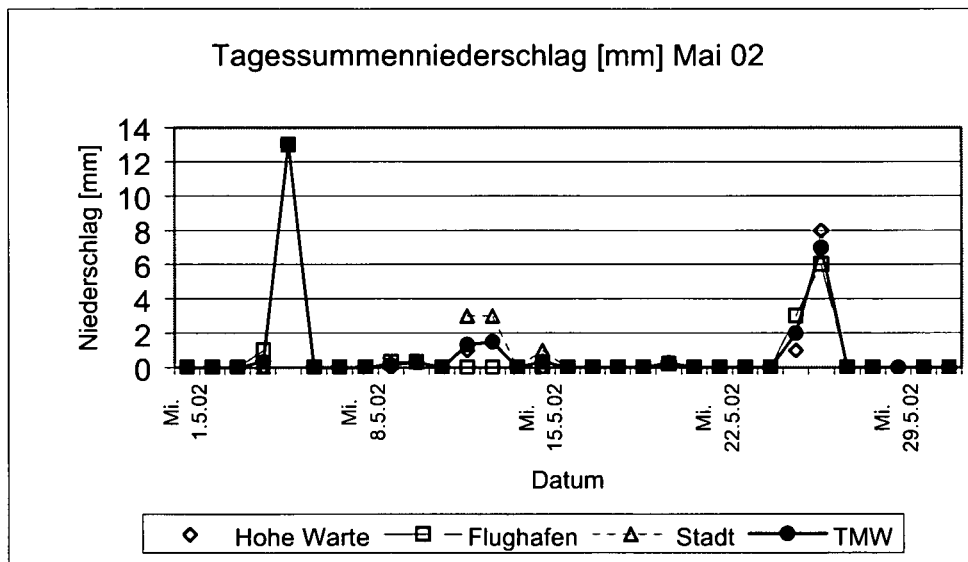 Tagessummenniederschlag [mm] Mai 02
Niederschlag [mm]
14
12
10
8
6
4
2
0
Mi.
1.5.02
Mi.
8.5.02
Mi.
15.5.02
Mi.
22.5.02
Mi.
29.5.02
Datum
Hohe Warte Flughafen Stadt TMW